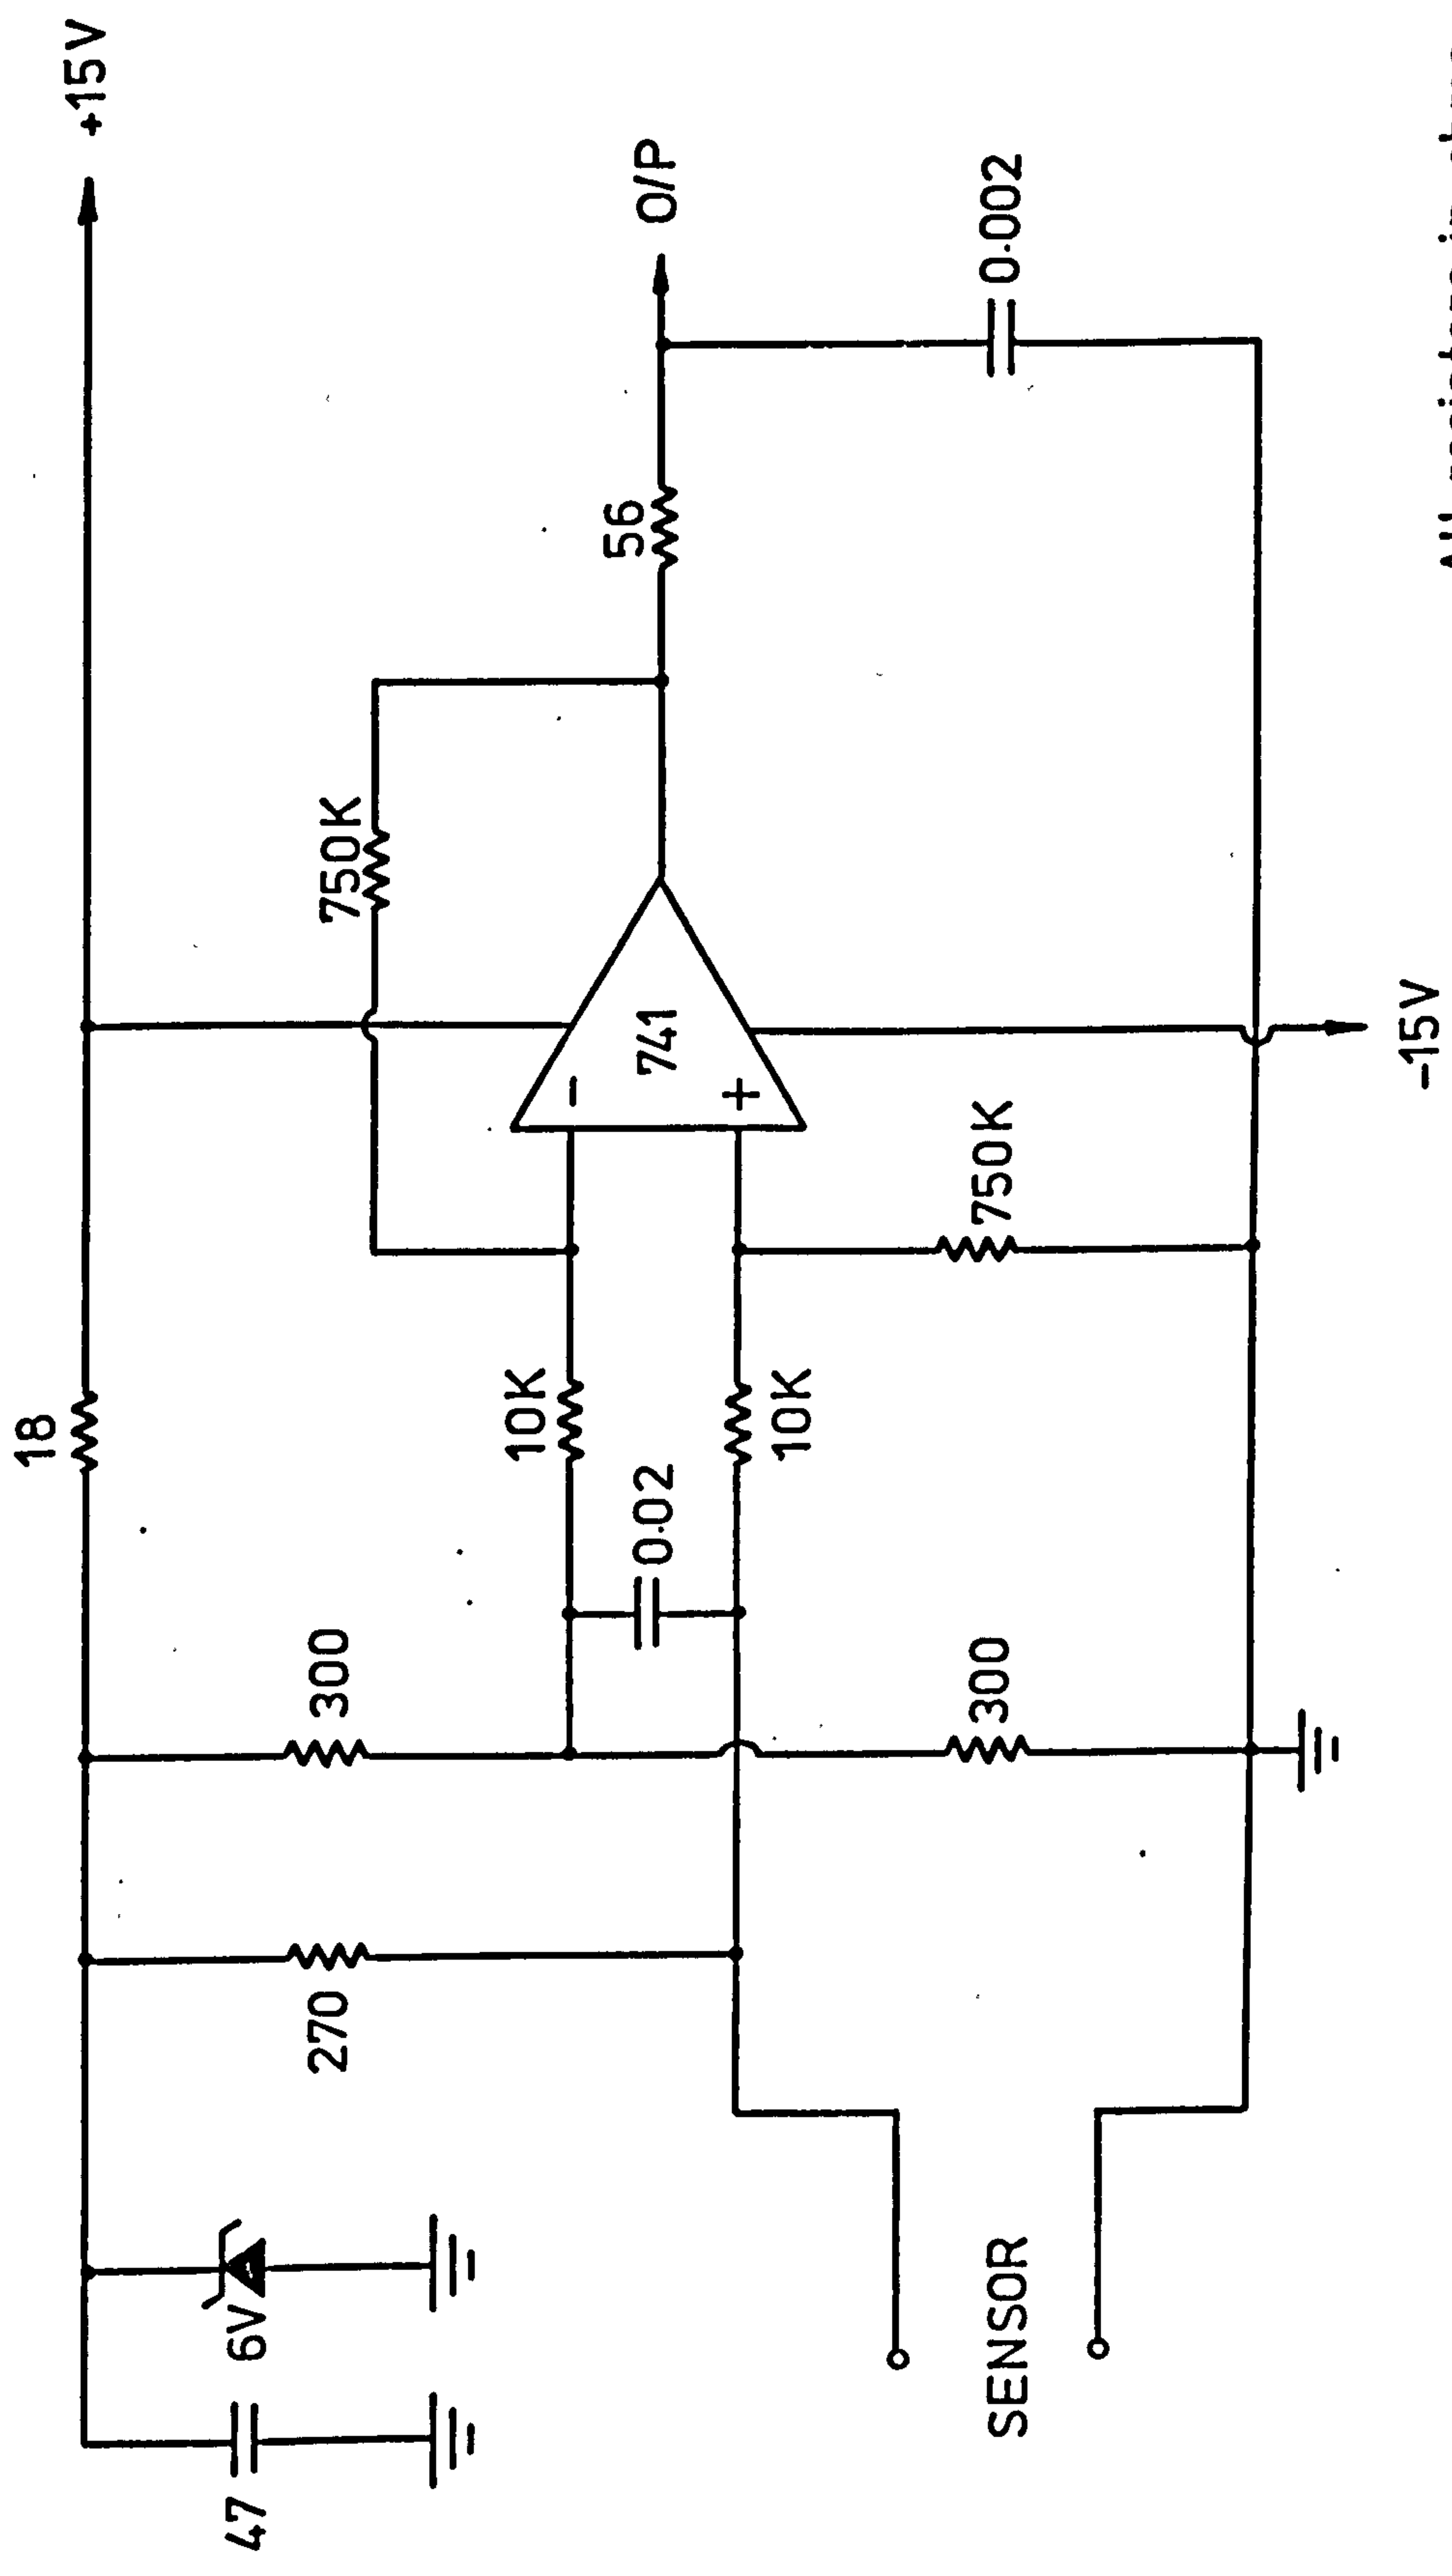 +15V
18
750K
300
270
6V
47
56
O/P
10K
741
−
+
0·02
10K
750K
300
0·002
SENSOR
−15V